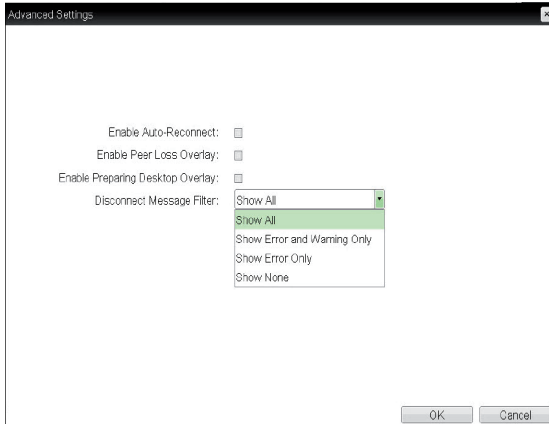 Advanced Settings
Enable Auto-Reconnect:
Enable Peer Loss Overlay:
Enable Preparing Desktop Overlay:
Disconnect Message Filter: Show All
Show All
Show Error and Warning Only
Show Error Only
Show None
OK Cancel